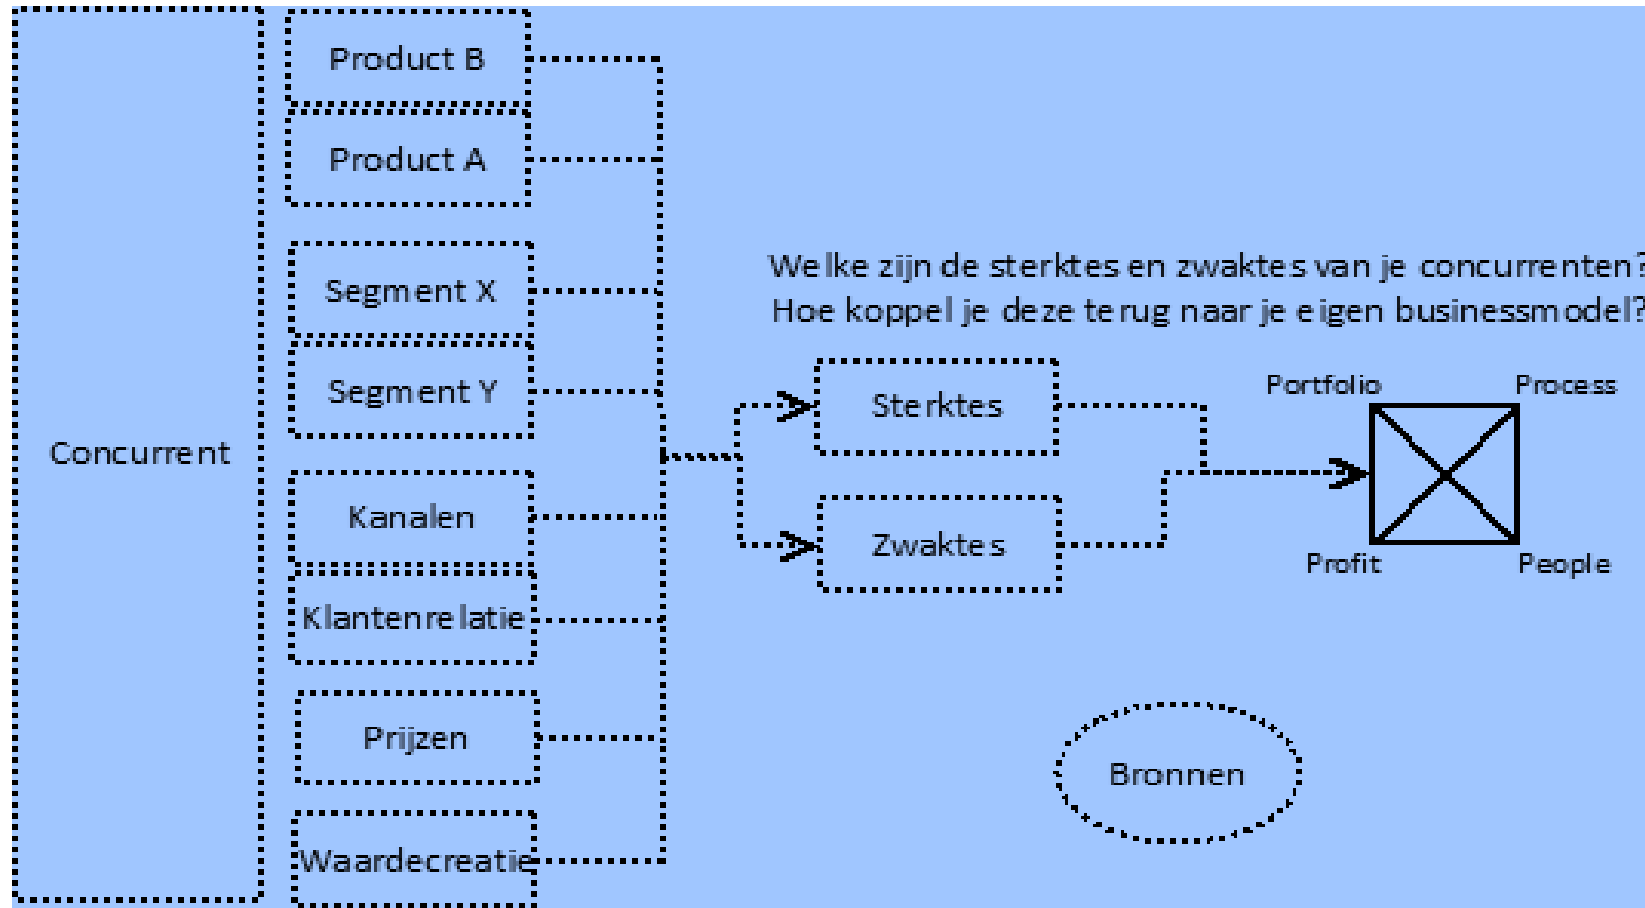 Concurrent
Product B
Product A
Segment X
Segment Y
Kanalen
Klantenrelatie
Prijzen
Waardecreatie
Welke zijn de sterktes en zwaktes van je concurrenten?
Hoe koppel je deze terug naar je eigen businessmodel?
Sterktes
Zwaktes
Portfolio
Process
Profit
People
Bronnen